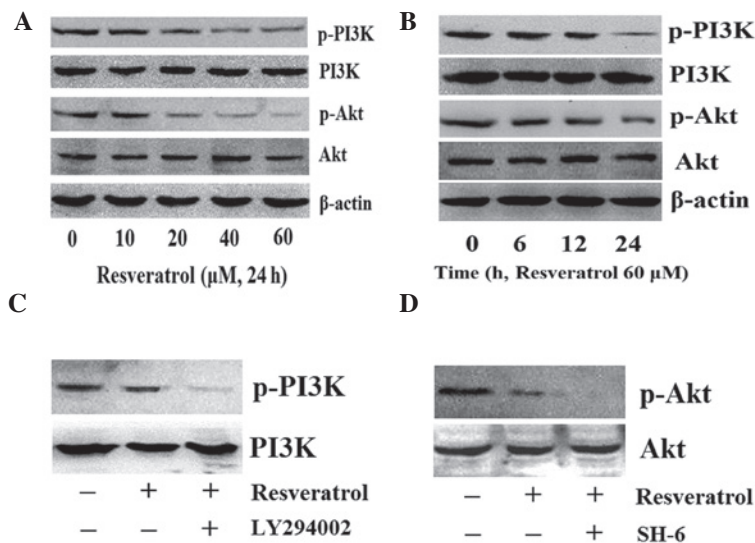 A
p-PI3K
PI3K
p-Akt
Akt
β-actin
0 10 20 40 60
Resveratrol (μM, 24 h)
B
p-PI3K
PI3K
p-Akt
Akt
β-actin
0 6 12 24
Time (h, Resveratrol 60 μM)
C
p-PI3K
PI3K
– + + Resveratrol
+ LY294002
D
p-Akt
Akt
– + + Resveratrol
+ SH-6